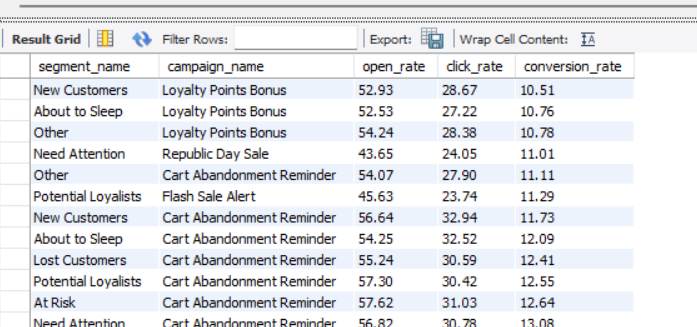 Result Grid Filter Rows: Export: Wrap Cell Content: IA
segment_name campaign_name open_rate click_rate conversion_rate
New Customers Loyalty Points Bonus 52.93 28.67 10.51
About to Sleep Loyalty Points Bonus 52.53 27.22 10.76
Other Loyalty Points Bonus 54.24 28.38 10.78
Need Attention Republic Day Sale 43.65 24.05 11.01
Other Cart Abandonment Reminder 54.07 27.90 11.11
Potential Loyalists Flash Sale Alert 45.63 23.74 11.29
New Customers Cart Abandonment Reminder 56.64 32.94 11.73
About to Sleep Cart Abandonment Reminder 54.25 32.52 12.09
Lost Customers Cart Abandonment Reminder 55.24 30.59 12.41
Potential Loyalists Cart Abandonment Reminder 57.30 30.42 12.55
At Risk Cart Abandonment Reminder 57.62 31.03 12.64
Need Attention Cart Abandonment Reminder 56.82 30.78 13.08